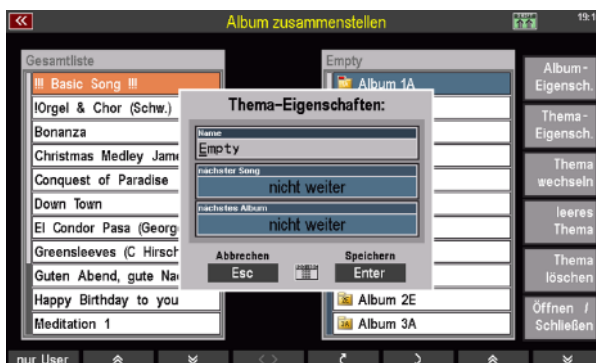 Album zusammenstellen
19:1
Gesamtliste
!!! Basic Song !!!
!Orgel & Chor (Schw.)
Bonanza
Christmas Medley Jame
Conquest of Paradise
Down Town
El Condor Pasa (Georg
Greensleeves (C Hirsch
Guten Abend, gute Na
Happy Birthday to you
Meditation 1
Thema-Eigenschaften:
Name
Empty
nächster Song
nicht weiter
nächstes Album
nicht weiter
Abbrechen
Esc
Speichern
Enter
Empty
Album 1A
Album 2E
Album 3A
Album-
Eigensch.
Thema-
Eigensch.
Thema
wechseln
leeres
Thema
Thema
löschen
Öffnen /
Schließen
nur User